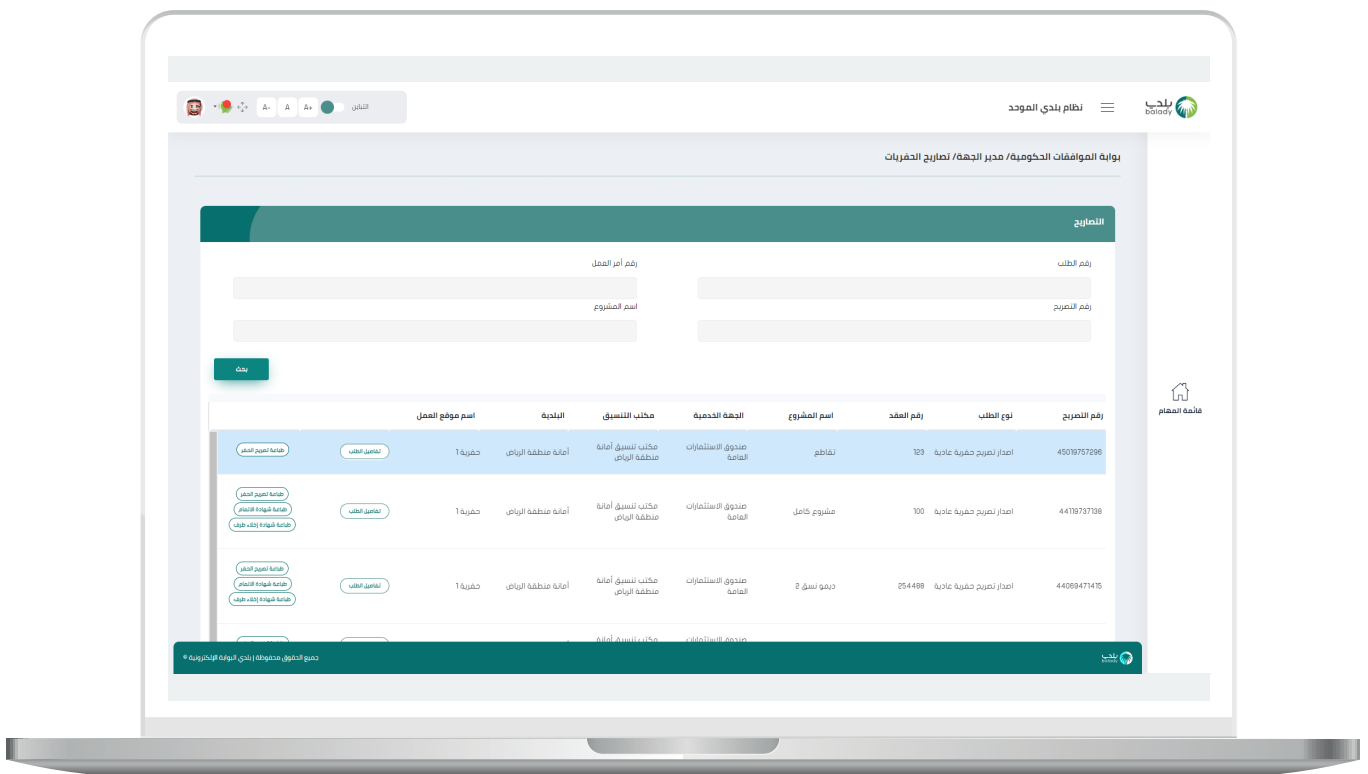 بلدي
balady
نظام بلدي الموحد
التباين
A+ A A-
بوابة الموافقات الحكومية/ مدير الجهة/ تصاريح الحفريات
التصاريح
رقم الطلب
رقم أمر العمل
رقم التصريح
اسم المشروع
بحث
قائمة المهام
رقم التصريح نوع الطلب رقم العقد اسم المشروع الجهة الخدمية مكتب التنسيق البلدية اسم موقع العمل
45019757296 اصدار تصريح حفرية عادية 123 تقاطع صندوق الاستثمارات العامة مكتب تنسيق أمانة منطقة الرياض أمانة منطقة الرياض حفرية 1 تفاصيل الطلب
طباعة تصريح الحفر
44119737138 اصدار تصريح حفرية عادية 100 مشروع كامل صندوق الاستثمارات العامة مكتب تنسيق أمانة منطقة الرياض أمانة منطقة الرياض حفرية 1 تفاصيل الطلب
طباعة تصريح الحفر
طباعة شهادة الاتمام
طباعة شهادة إخلاء طرف
44069471415 اصدار تصريح حفرية عادية 254488 ديمو نسق 2 صندوق الاستثمارات العامة مكتب تنسيق أمانة منطقة الرياض أمانة منطقة الرياض حفرية 1 تفاصيل الطلب
طباعة تصريح الحفر
طباعة شهادة الاتمام
طباعة شهادة إخلاء طرف
صندوق الاستثمارات مكتب تنسيق أمانة
بلدي
balady
جميع الحقوق محفوظة | بلدي البوابة الإلكترونية ©